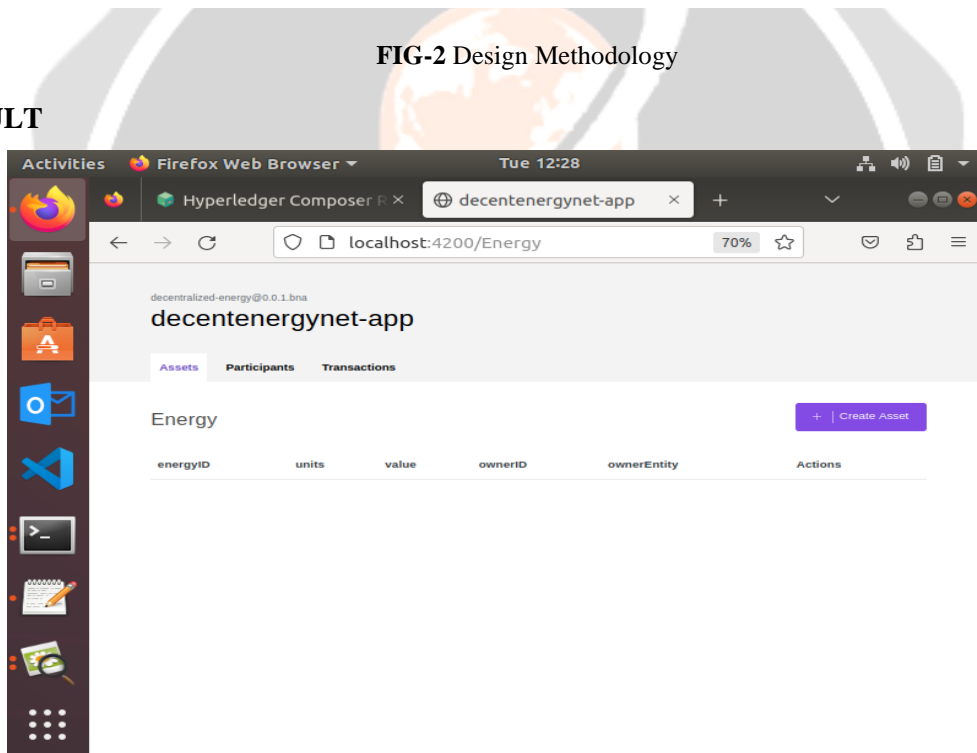 FIG-2 Design Methodology
ULT
Activities Firefox Web Browser Tue 12:28
Hyperledger Composer R decentenergynet-app
localhost:4200/Energy 70%
decentralized-energy@0.0.1.bna
decentenergynet-app
Assets Participants Transactions
Energy + | Create Asset
energyID units value ownerID ownerEntity Actions